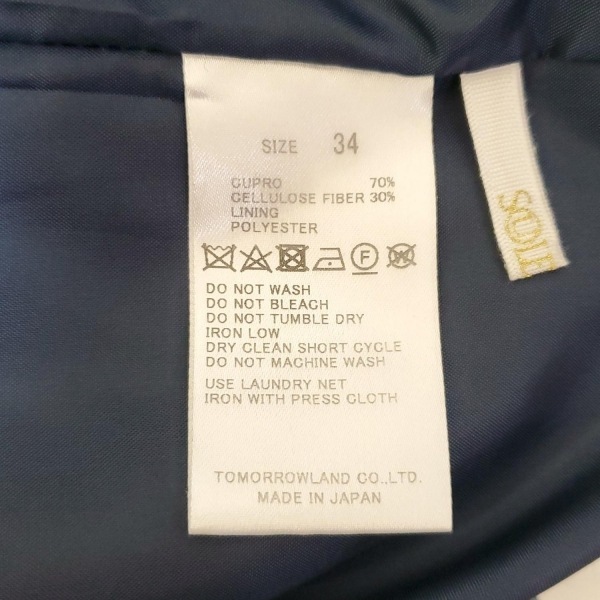 SIZE 34
CUPRO 70%
CELLULOSE FIBER 30%
LINING
POLYESTER
F W
DO NOT WASH
DO NOT BLEACH
DO NOT TUMBLE DRY
IRON LOW
DRY CLEAN SHORT CYCLE
DO NOT MACHINE WASH
USE LAUNDRY NET
IRON WITH PRESS CLOTH
TOMORROWLAND CO.,LTD.
MADE IN JAPAN